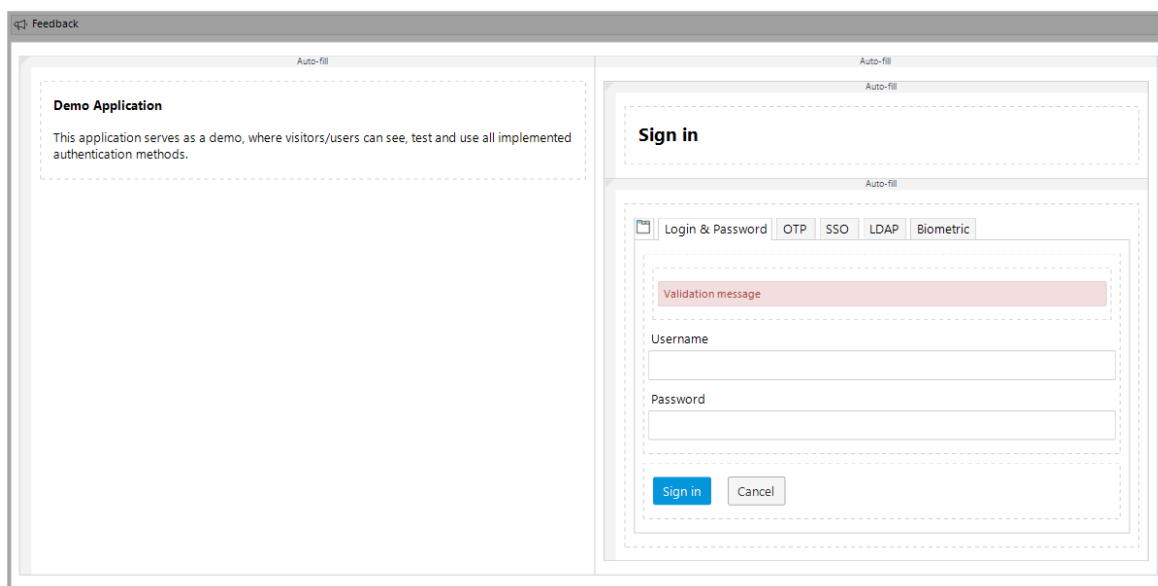 Feedback
Auto-fill
Demo Application
This application serves as a demo, where visitors/users can see, test and use all implemented
authentication methods.
Auto-fill
Auto-fill
Sign in
Auto-fill
Login & Password OTP SSO LDAP Biometric
Validation message
Username
Password
Sign in Cancel